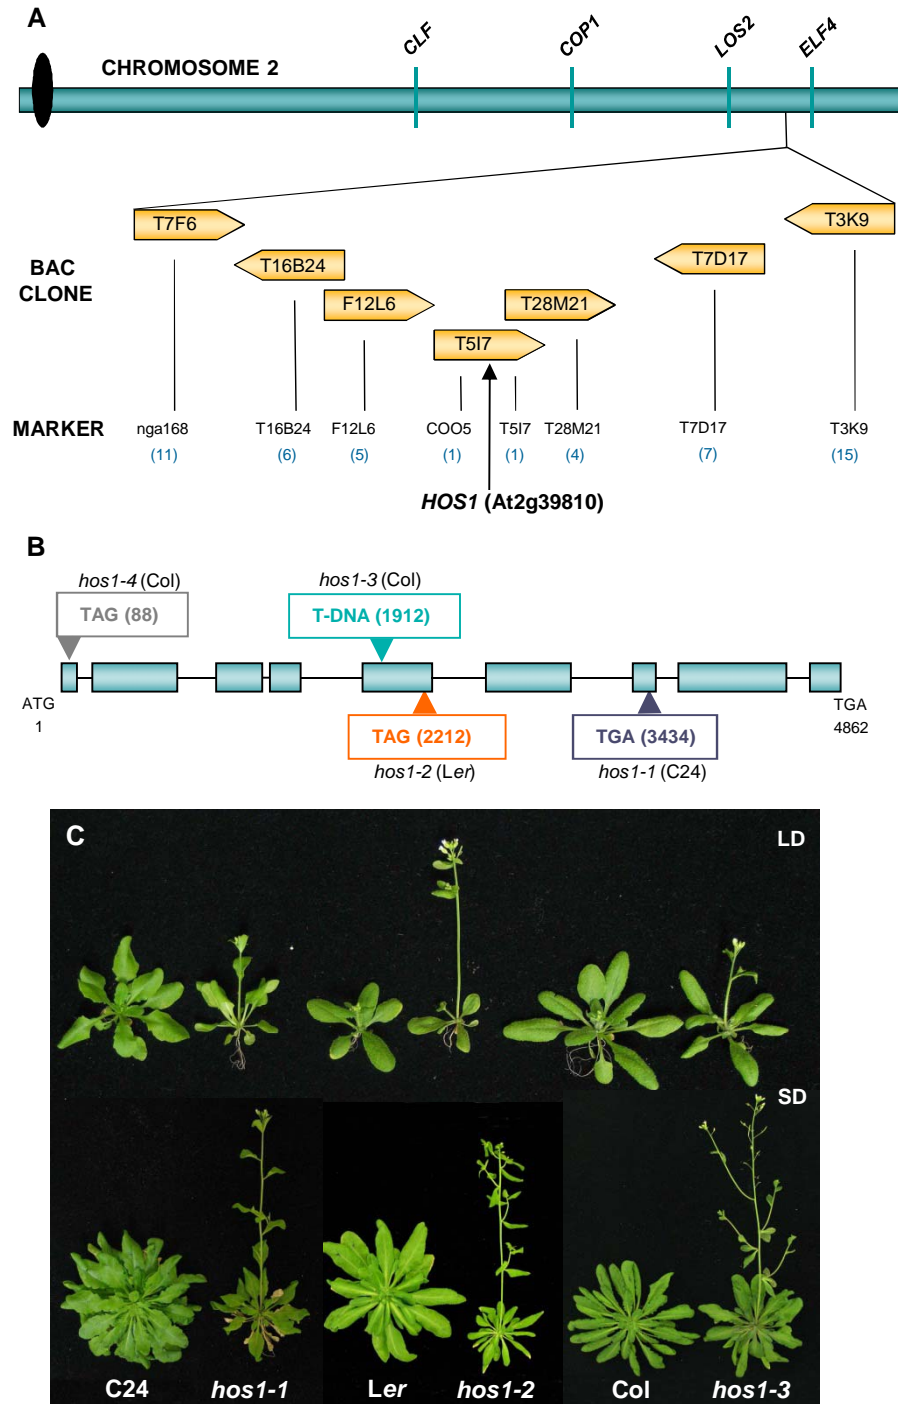 A
CLF COP1 LOS2 ELF4
CHROMOSOME 2
T7F6 T3K9
BAC CLONE
T16B24 T7D17
F12L6 T28M21
T5I7
MARKER
nga168 T16B24 F12L6 COO5 T5I7 T28M21 T7D17 T3K9
(11) (6) (5) (1) (1) (4) (7) (15)
HOS1 (At2g39810)
B
hos1-4 (Col) hos1-3 (Col)
TAG (88) T-DNA (1912)
ATG TGA
1 4862
TAG (2212) TGA (3434)
hos1-2 (Ler) hos1-1 (C24)
C LD
SD
C24 hos1-1 Ler hos1-2 Col hos1-3